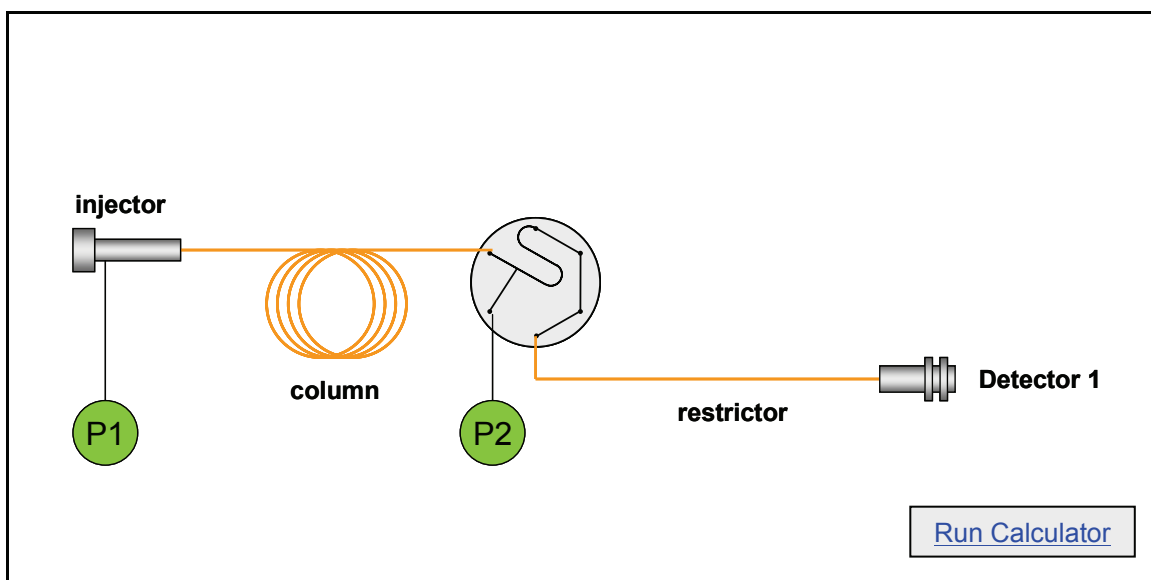 injector
column
P1
P2
restrictor
Detector 1
Run Calculator